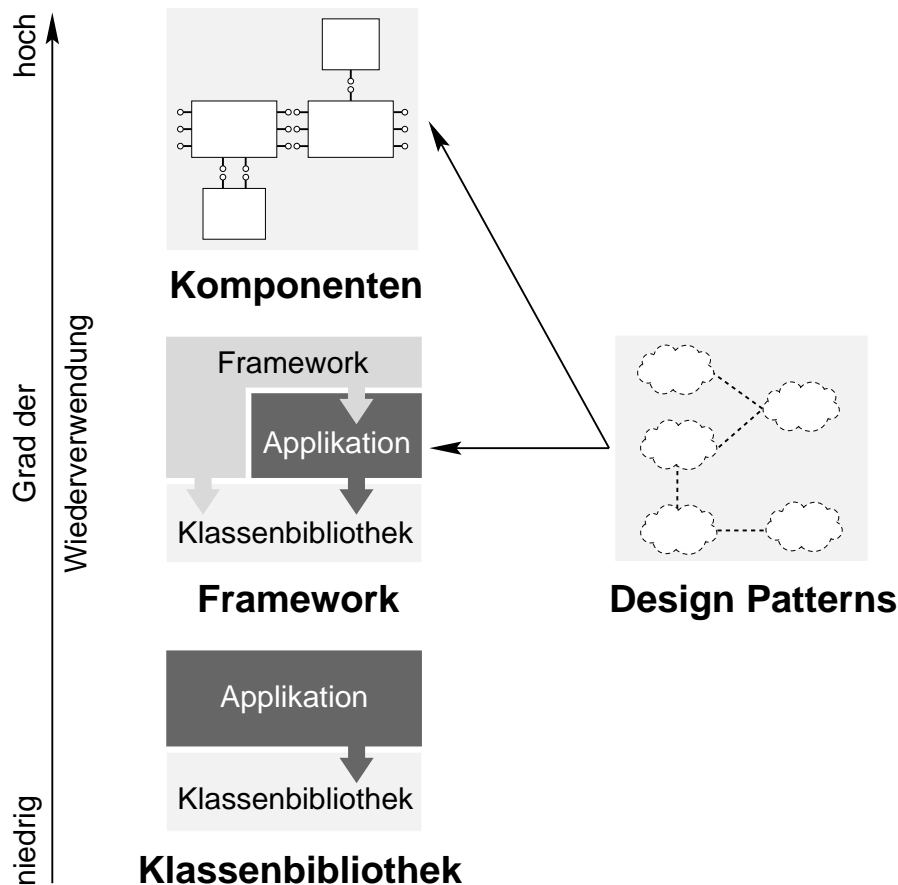 hoch
Komponenten
Grad der
Wiederverwendung
Framework
Applikation
Klassenbibliothek
Framework
Design Patterns
Applikation
Klassenbibliothek
niedrig
Klassenbibliothek